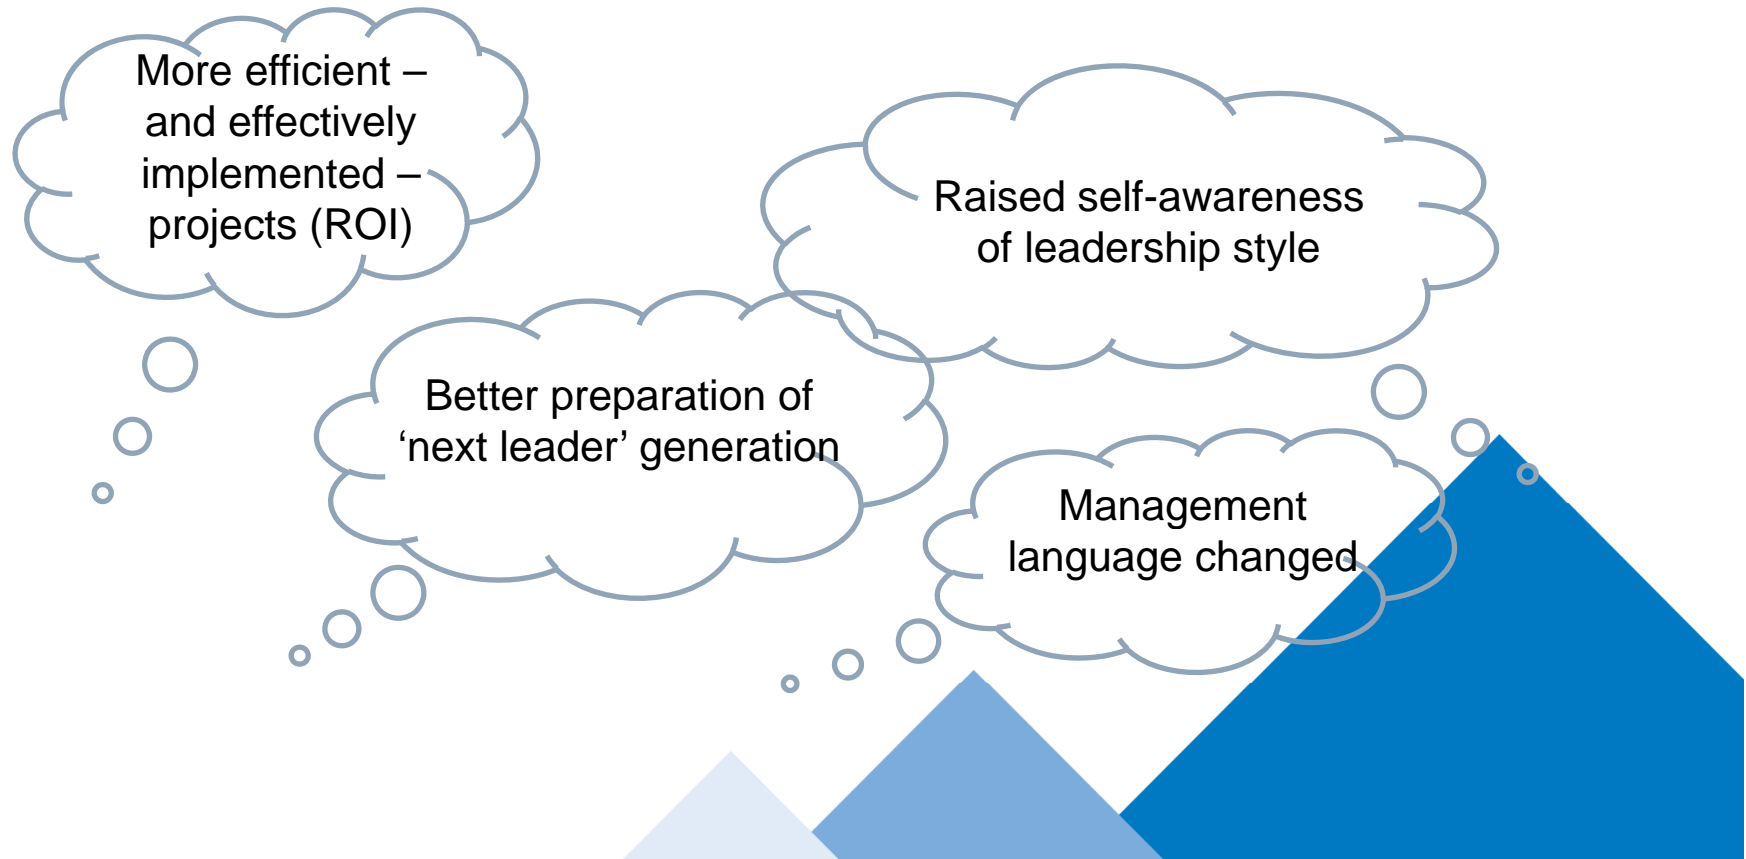 More efficient –
and effectively
implemented –
projects (ROI)
Raised self-awareness
of leadership style
Better preparation of
‘next leader’ generation
Management
language changed